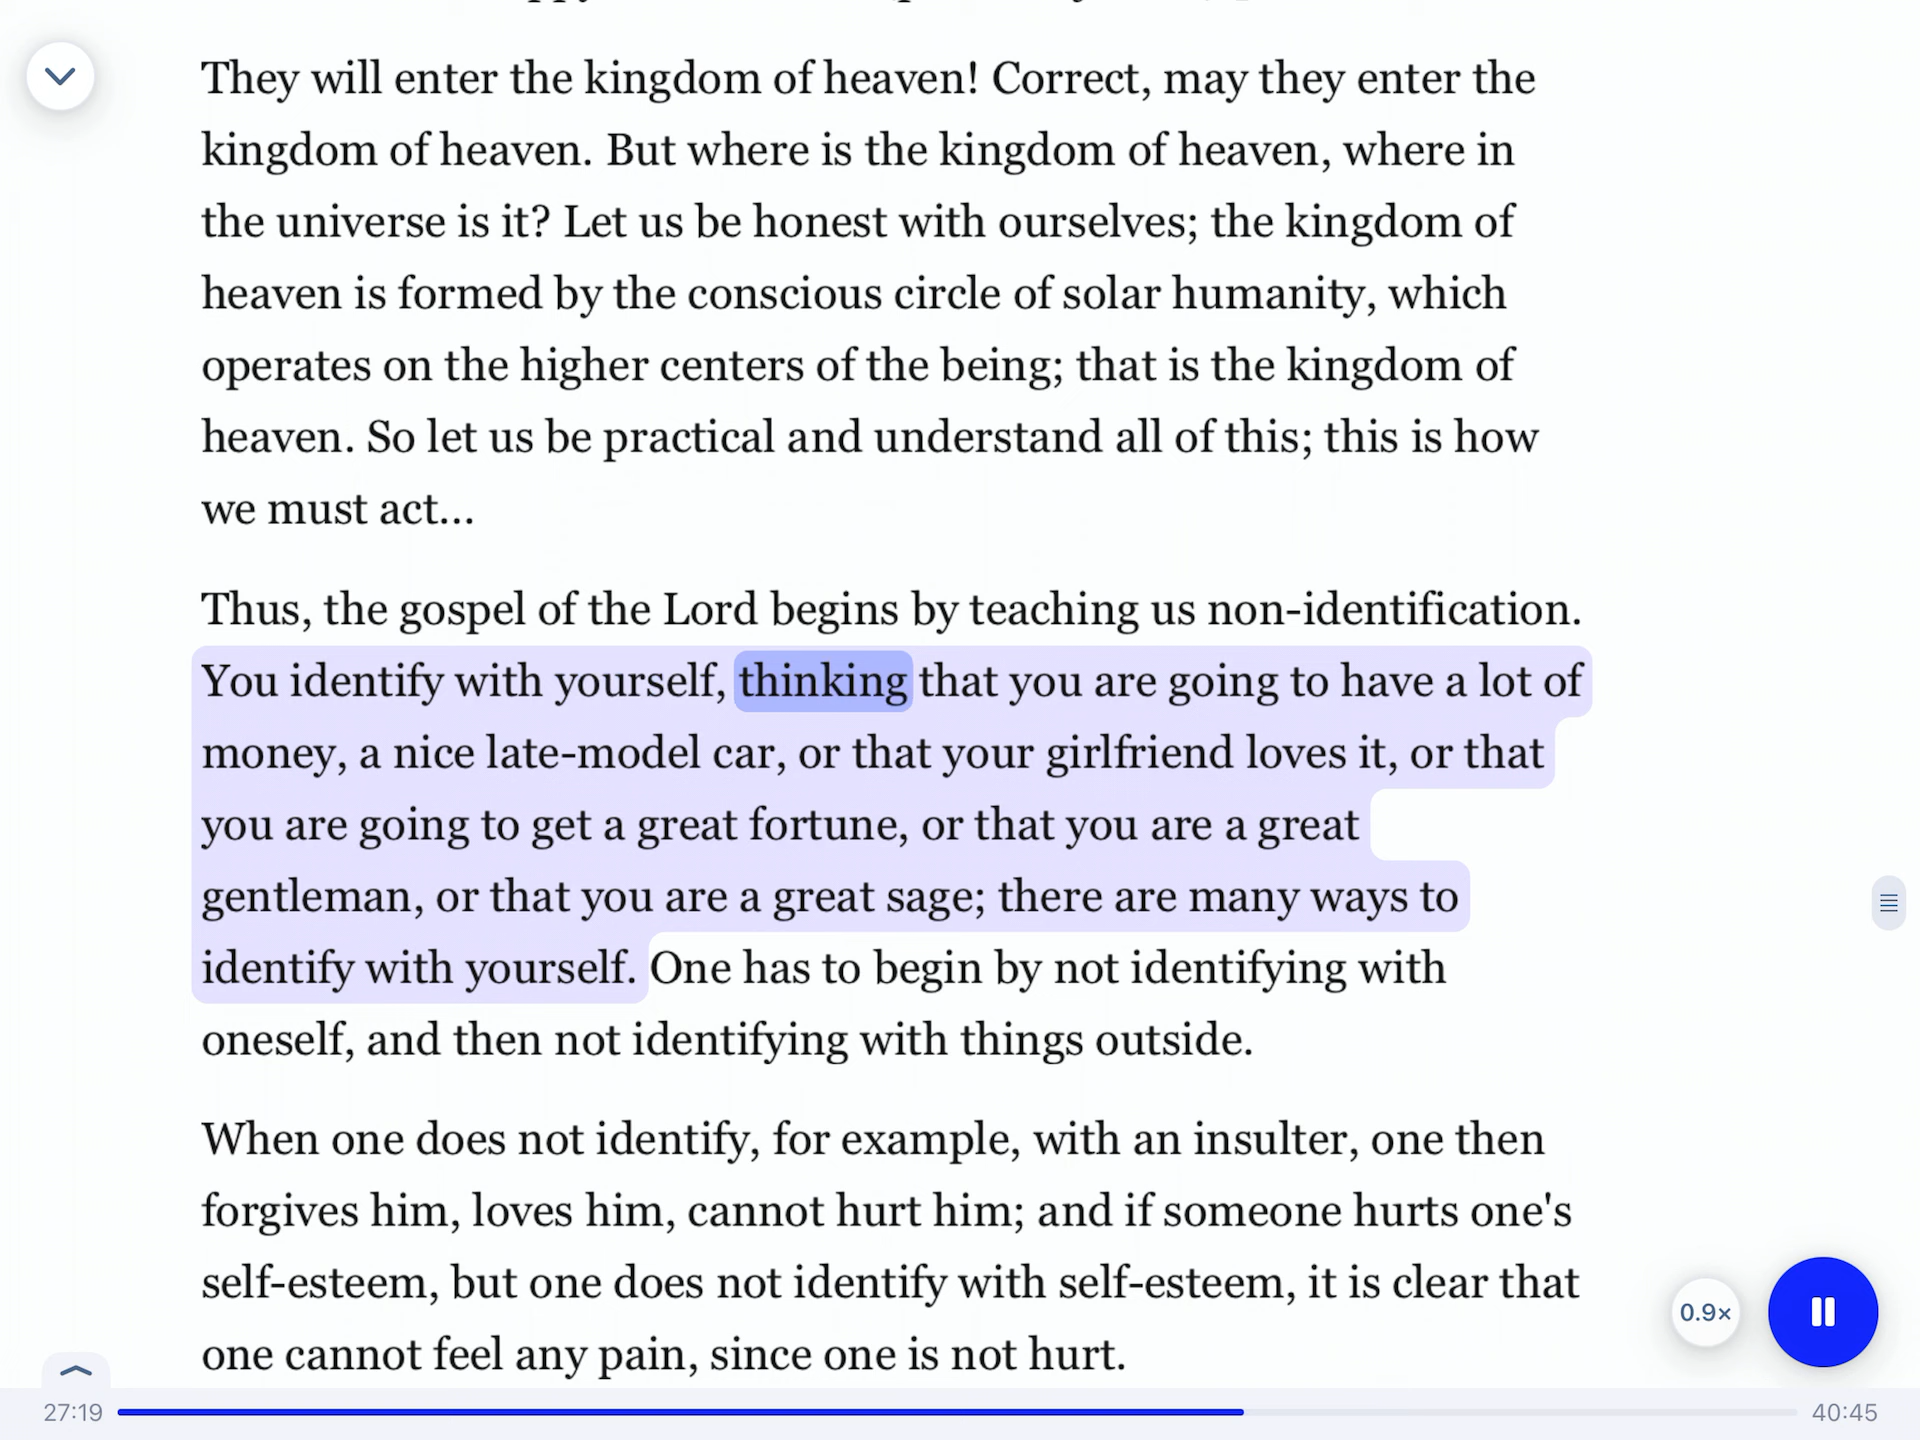 They will enter the kingdom of heaven! Correct, may they enter the
kingdom of heaven. But where is the kingdom of heaven, where in
the universe is it? Let us be honest with ourselves; the kingdom of
heaven is formed by the conscious circle of solar humanity, which
operates on the higher centers of the being; that is the kingdom of
heaven. So let us be practical and understand all of this; this is how
we must act...
Thus, the gospel of the Lord begins by teaching us non-identification.
You identify with yourself, thinking that you are going to have a lot of
money, a nice late-model car, or that your girlfriend loves it, or that
you are going to get a great fortune, or that you are a great
gentleman, or that you are a great sage; there are many ways to
identify with yourself. One has to begin by not identifying with
oneself, and then not identifying with things outside.
When one does not identify, for example, with an insulter, one then
forgives him, loves him, cannot hurt him; and if someone hurts one's
self-esteem, but one does not identify with self-esteem, it is clear that
one cannot feel any pain, since one is not hurt.
0.9×
27:19
40:45